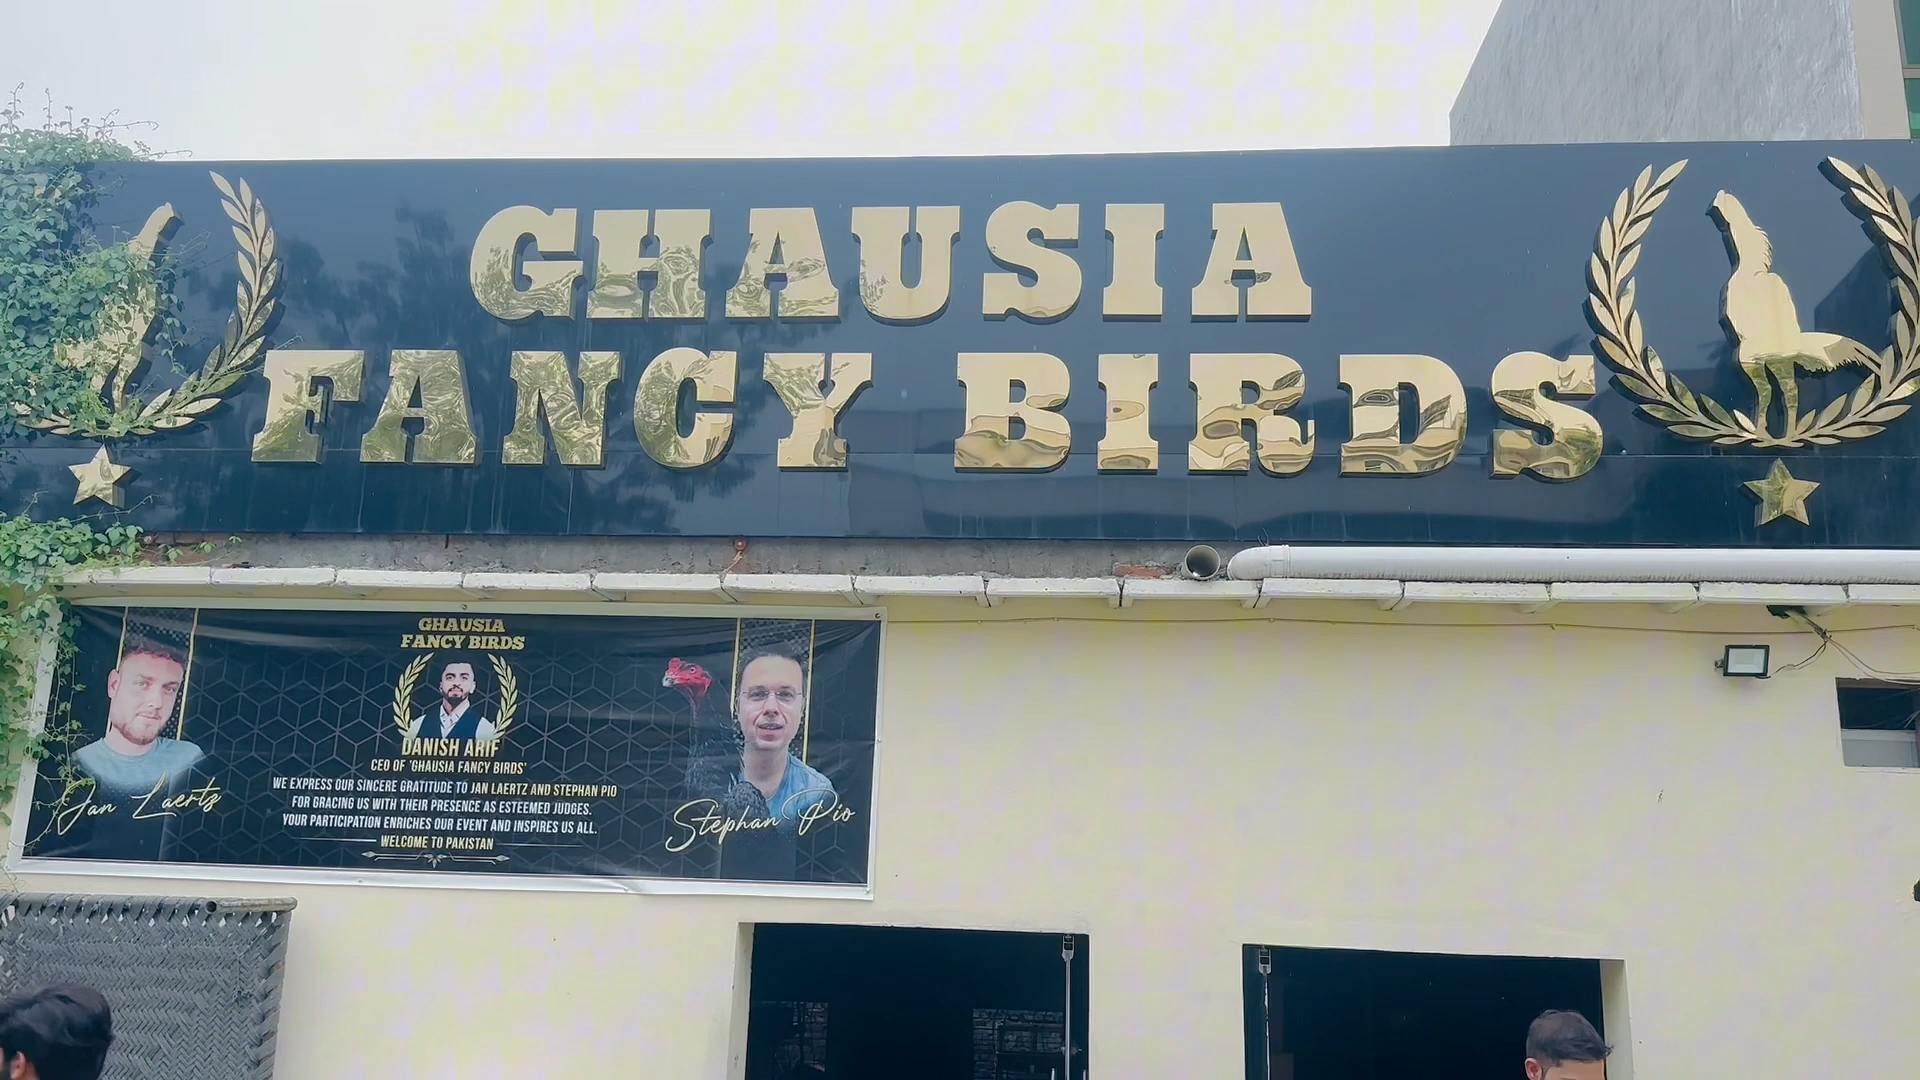 GHAUSIA
FANCY BIRDS
GHAUSIA
FANCY BIRDS
DANISH ARIF
CEO OF 'GHAUSIA FANCY BIRDS'
WE EXPRESS OUR SINCERE GRATITUDE TO JAN LAERTZ AND STEPHAN PIO
FOR GRACING US WITH THEIR PRESENCE AS ESTEEMED JUDGES.
YOUR PARTICIPATION ENRICHES OUR EVENT AND INSPIRES US ALL.
WELCOME TO PAKISTAN
Jan Laertz
Stephan Pio